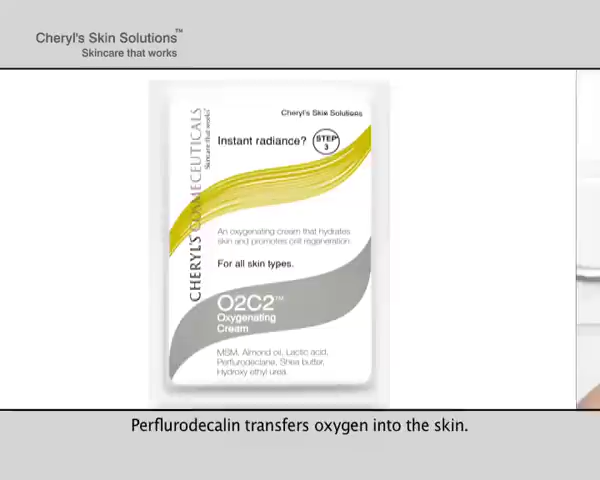 Cheryl's Skin Solutions™
Skincare that works
CHERYL'S COSMECEUTICALS
Skincare that works™
Cheryl's Skin Solutions
Instant radiance?
STEP
3
An oxygenating cream that hydrates
skin and promotes cell regeneration.
For all skin types.
O2C2™
Oxygenating
Cream
MSM, Almond oil, Lactic acid,
Perfluorodeclane, Shea butter,
Hydroxy ethyl urea.
Perflurodecalin transfers oxygen into the skin.